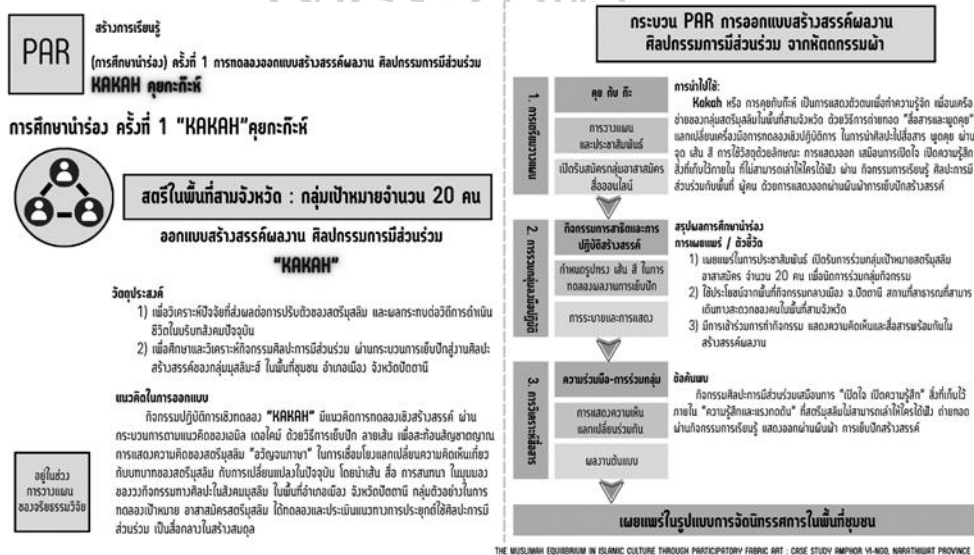 สร้างการเรียนรู้
PAR
(การศึกษานำร่อง) ครั้งที่ 1 การทดลองออกแบบสร้างสรรค์ผลงาน ศิลปกรรมการมีส่วนร่วม
KAKAH คุยกะก๊ะห์
การศึกษานำร่อง ครั้งที่ 1 "KAKAH"คุยกะก๊ะห์
สตรีในพื้นที่สามจังหวัด : กลุ่มเป้าหมายจำนวน 20 คน
ออกแบบสร้างสรรค์ผลงาน ศิลปกรรมการมีส่วนร่วม
"KAKAH"
วัตถุประสงค์
1) เพื่อวิเคราะห์ปัจจัยที่ส่งผลต่อการปรับตัวของสตรีมุสลิม และผลกระทบต่อวิถีการดำเนิน
ชีวิตในบริบทสังคมปัจจุบัน
2) เพื่อศึกษาและวิเคราะห์กิจกรรมศิลปะการมีส่วนร่วม ผ่านกระบวนการเย็บปักสู่งานศิลปะ
สร้างสรรค์ของกลุ่มมุสลิมะฮ์ ในพื้นที่ชุมชน อำเภอเมือง จังหวัดปัตตานี
แนวคิดในการออกแบบ
กิจกรรมปฏิบัติการเชิงทดลอง "KAKAH" มีแนวคิดการทดลองเชิงสร้างสรรค์ ผ่าน
กระบวนการตามแนวคิดของเอมิล เดอไคม์ ด้วยวิธีการเย็บปัก ลายเส้น เพื่อสะท้อนสัญชาตญาณ
การแสดงความคิดของสตรีมุสลิม "อวัญจนภาษา" ในการเชื่อมโยงแลกเปลี่ยนความคิดเห็นเกี่ยว
กับบทบาทของสตรีมุสลิม กับการเปลี่ยนแปลงในปัจจุบัน โดยนำเส้น สื่อ การสนทนา ในมุมมอง
ของวงกิจกรรมทางศิลปะในสังคมมุสลิม ในพื้นที่อำเภอเมือง จังหวัดปัตตานี กลุ่มตัวอย่างในการ
ทดลองเป้าหมาย อาสาสมัครสตรีมุสลิม ได้ทดลองและประเมินแนวทางการประยุกต์ใช้ศิลปะการมี
ส่วนร่วม เป็นสื่อกลางในสร้างสมดุล
อยู่ในช่วง
การวางแผน
ของจริยธรรมวิจัย
กระบวน PAR การออกแบบสร้างสรรค์ผลงาน
ศิลปกรรมการมีส่วนร่วม จากหัตถกรรมผ้า
1. การเตรียมวางแผน
คุย กับ ก๊ะ
การวางแผน
และประชาสัมพันธ์
เปิดรับสมัครกลุ่มอาสาสมัคร
สื่อออนไลน์
การนำไปใช้:
Kakah หรือ การคุยกับก๊ะห์ เป็นการแสดงตัวตนเพื่อทำความรู้จัก เพื่อนเครือ
ข่ายของกลุ่มสตรีมุสลิมในพื้นที่สามจังหวัด ด้วยวิธีการถ่ายทอด "สื่อสารและพูดคุย"
แลกเปลี่ยนเครื่องมือการทดลองเชิงปฏิบัติการ ในการนำศิลปะไปสื่อสาร พูดคุย ผ่าน
จุด เส้น สี การใช้วัสดุด้วยลักษณะ การแสดงออก เสมือนการเปิดใจ เปิดความรู้สึก
สิ่งที่เก็บไว้ภายใน ที่ไม่สามารถเล่าให้ใครได้ฟัง ผ่าน กิจกรรมการเรียนรู้ ศิลปะการมี
ส่วนร่วมกับพื้นที่ ผู้คน ด้วยการแสดงออกผ่านผืนผ้าการเย็บปักสร้างสรรค์
2. การรวมกลุ่มลงมือปฏิบัติ
กิจกรรมการสาธิตและการ
ปฏิบัติสร้างสรรค์
กำหนดรูปทรง เส้น สี ในการ
ทดลองผลงานการเย็บปัก
การระบายและการแสดง
สรุปผลการศึกษานำร่อง
การเผยแพร่ / ตัวชี้วัด
1) เผยแพร่ในการประชาสัมพันธ์ เปิดรับการร่วมกลุ่มเป้าหมายสตรีมุสลิม
อาสาสมัคร จำนวน 20 คน เพื่อนัดการร่วมกลุ่มกิจกรรม
2) ใช้ประโยชน์จากพื้นที่กิจกรรมกลางเมือง จ.ปัตตานี สถานที่สาธารณที่สามาร
เดินทางสะดวกของคนในพื้นที่สามจังหวัด
3) มีการเข้าร่วมการทำกิจกรรม แสดงความคิดเห็นและสื่อสารพร้อมกันใน
สร้างสรรค์ผลงาน
3. การวิเคราะห์สื่อสาร
ความร่วมมือ-การร่วมกลุ่ม
การแสดงความเห็น
แลกเปลี่ยนร่วมกัน
ผลงานต้นแบบ
ข้อค้นพบ
กิจกรรมศิลปะการมีส่วนร่วมเสมือนการ "เปิดใจ เปิดความรู้สึก" สิ่งที่เก็บไว้
ภายใน "ความรู้สึกและแรงกดดัน" ที่สตรีมุสลิมไม่สามารถเล่าให้ใครได้ฟัง ถ่ายทอด
ผ่านกิจกรรมการเรียนรู้ แสดงออกผ่านผืนผ้า การเย็บปักสร้างสรรค์
เผยแพร่ในรูปแบบการจัดนิทรรศการในพื้นที่ชุมชน
THE MUSLIMAH EQUIBRIUM IN ISLAMIC CULTURE THROUGH PARTICIPATORY FABRIC ART : CASE STUDY AMPHOR YI-NGO, NARATHIWAT PROVINCE